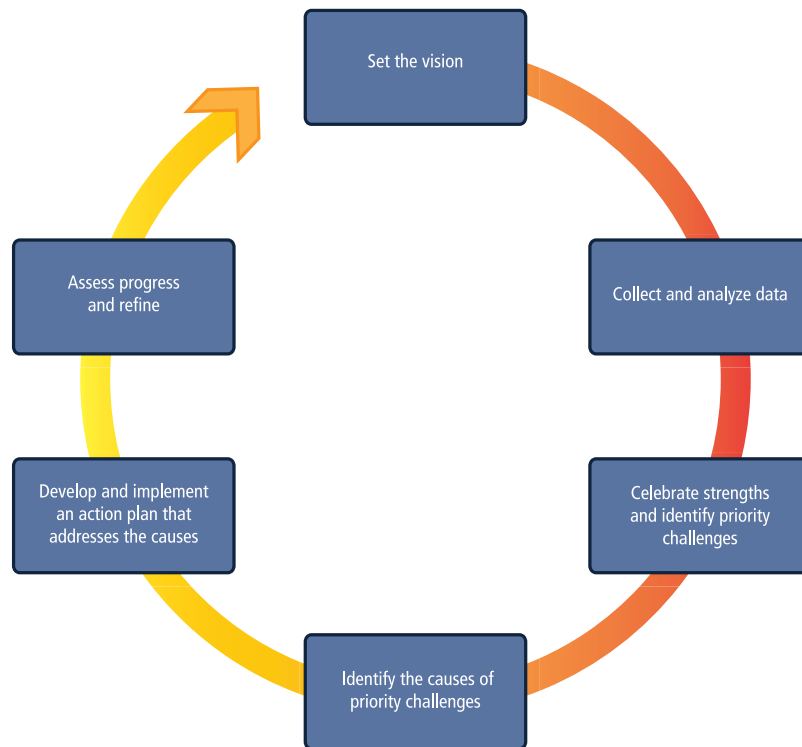 Set the vision
Collect and analyze data
Celebrate strengths
and identify priority
challenges
Identify the causes of
priority challenges
Develop and implement
an action plan that
addresses the causes
Assess progress
and refine